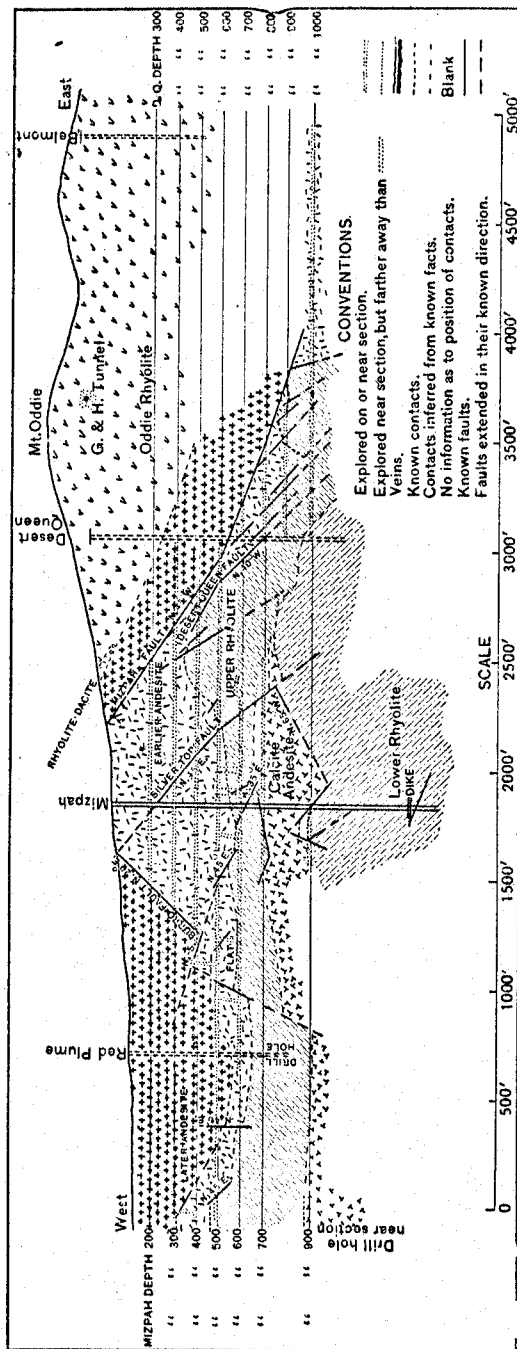 Mt. Oddie
East
West
Red Plume
Mizpah
Desert Queen
Belmont
RHYOLITE-DACITE
G. & H. Tunnel
Oddie Rhyolite
MIZPAH FAULT
EARLIER ANDESITE
SILVER TOP FAULT
DESERT QUEEN FAULT
UPPER RHYOLITE
LATER ANDESITE
FLAT
Calcite Andesite
DRILL HOLE
Lower Rhyolite
DIKE
Drill hole near section
MIZPAH DEPTH 200
" " 300
" " 400
" " 500
" " 600
" " 700
" " 900
D.Q. DEPTH 300
" " 400
" " 500
" " 600
" " 700
" " 800
" " 900
" " 1000
CONVENTIONS.
Explored on or near section.
Explored near section, but farther away than
Veins.
Known contacts.
Contacts inferred from known facts.
No information as to position of contacts. Blank
Known faults.
Faults extended in their known direction.
SCALE
0 500' 1000' 1500' 2000' 2500' 3000' 3500' 4000' 4500' 5000'